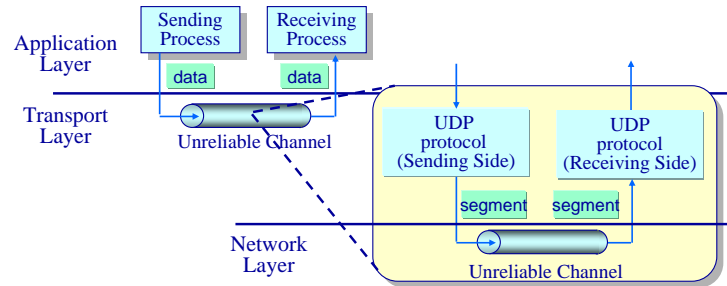 Sending
Process
Receiving
Process
Application
Layer
data
data
Transport
Layer
Unreliable Channel
UDP
protocol
(Sending Side)
UDP
protocol
(Receiving Side)
segment
segment
Network
Layer
Unreliable Channel